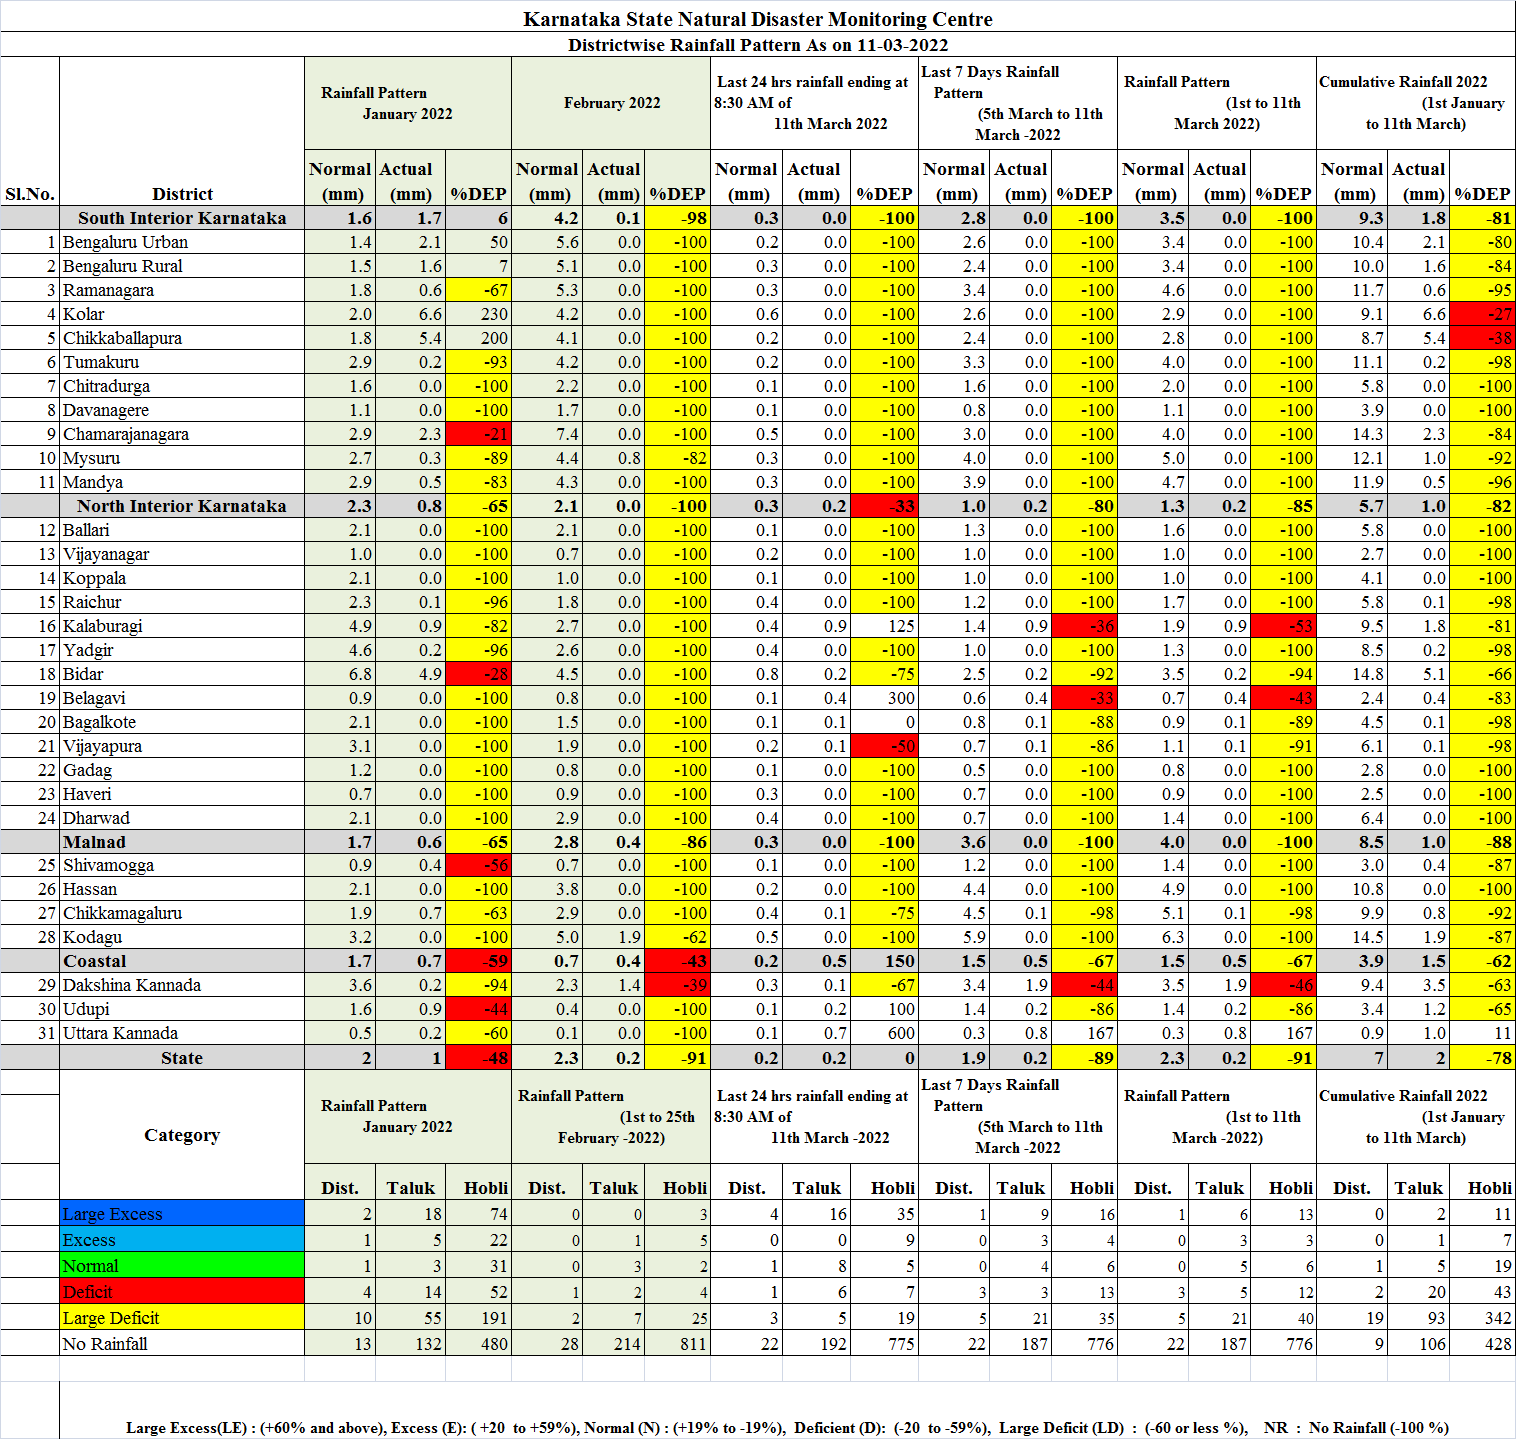 Karnataka State Natural Disaster Monitoring Centre
Districtwise Rainfall Pattern As on 11-03-2022
Sl.No. District Rainfall Pattern January 2022 February 2022 Last 24 hrs rainfall ending at 8:30 AM of 11th March 2022 Last 7 Days Rainfall Pattern (5th March to 11th March -2022 Rainfall Pattern (1st to 11th March 2022) Cumulative Rainfall 2022 (1st January to 11th March)
Normal (mm) Actual (mm) %DEP Normal (mm) Actual (mm) %DEP Normal (mm) Actual (mm) %DEP Normal (mm) Actual (mm) %DEP Normal (mm) Actual (mm) %DEP Normal (mm) Actual (mm) %DEP
South Interior Karnataka 1.6 1.7 6 4.2 0.1 -98 0.3 0.0 -100 2.8 0.0 -100 3.5 0.0 -100 9.3 1.8 -81
1 Bengaluru Urban 1.4 2.1 50 5.6 0.0 -100 0.2 0.0 -100 2.6 0.0 -100 3.4 0.0 -100 10.4 2.1 -80
2 Bengaluru Rural 1.5 1.6 7 5.1 0.0 -100 0.3 0.0 -100 2.4 0.0 -100 3.4 0.0 -100 10.0 1.6 -84
3 Ramanagara 1.8 0.6 -67 5.3 0.0 -100 0.3 0.0 -100 3.4 0.0 -100 4.6 0.0 -100 11.7 0.6 -95
4 Kolar 2.0 6.6 230 4.2 0.0 -100 0.6 0.0 -100 2.6 0.0 -100 2.9 0.0 -100 9.1 6.6 -27
5 Chikkaballapura 1.8 5.4 200 4.1 0.0 -100 0.2 0.0 -100 2.4 0.0 -100 2.8 0.0 -100 8.7 5.4 -38
6 Tumakuru 2.9 0.2 -93 4.2 0.0 -100 0.2 0.0 -100 3.3 0.0 -100 4.0 0.0 -100 11.1 0.2 -98
7 Chitradurga 1.6 0.0 -100 2.2 0.0 -100 0.1 0.0 -100 1.6 0.0 -100 2.0 0.0 -100 5.8 0.0 -100
8 Davanagere 1.1 0.0 -100 1.7 0.0 -100 0.1 0.0 -100 0.8 0.0 -100 1.1 0.0 -100 3.9 0.0 -100
9 Chamarajanagara 2.9 2.3 -21 7.4 0.0 -100 0.5 0.0 -100 3.0 0.0 -100 4.0 0.0 -100 14.3 2.3 -84
10 Mysuru 2.7 0.3 -89 4.4 0.8 -82 0.3 0.0 -100 4.0 0.0 -100 5.0 0.0 -100 12.1 1.0 -92
11 Mandya 2.9 0.5 -83 4.3 0.0 -100 0.3 0.0 -100 3.9 0.0 -100 4.7 0.0 -100 11.9 0.5 -96
North Interior Karnataka 2.3 0.8 -65 2.1 0.0 -100 0.3 0.2 -33 1.0 0.2 -80 1.3 0.2 -85 5.7 1.0 -82
12 Ballari 2.1 0.0 -100 2.1 0.0 -100 0.1 0.0 -100 1.3 0.0 -100 1.6 0.0 -100 5.8 0.0 -100
13 Vijayanagar 1.0 0.0 -100 0.7 0.0 -100 0.2 0.0 -100 1.0 0.0 -100 1.0 0.0 -100 2.7 0.0 -100
14 Koppala 2.1 0.0 -100 1.0 0.0 -100 0.1 0.0 -100 1.0 0.0 -100 1.0 0.0 -100 4.1 0.0 -100
15 Raichur 2.3 0.1 -96 1.8 0.0 -100 0.4 0.0 -100 1.2 0.0 -100 1.7 0.0 -100 5.8 0.1 -98
16 Kalaburagi 4.9 0.9 -82 2.7 0.0 -100 0.4 0.9 125 1.4 0.9 -36 1.9 0.9 -53 9.5 1.8 -81
17 Yadgir 4.6 0.2 -96 2.6 0.0 -100 0.4 0.0 -100 1.0 0.0 -100 1.3 0.0 -100 8.5 0.2 -98
18 Bidar 6.8 4.9 -28 4.5 0.0 -100 0.8 0.2 -75 2.5 0.2 -92 3.5 0.2 -94 14.8 5.1 -66
19 Belagavi 0.9 0.0 -100 0.8 0.0 -100 0.1 0.4 300 0.6 0.4 -33 0.7 0.4 -43 2.4 0.4 -83
20 Bagalkote 2.1 0.0 -100 1.5 0.0 -100 0.1 0.1 0 0.8 0.1 -88 0.9 0.1 -89 4.5 0.1 -98
21 Vijayapura 3.1 0.0 -100 1.9 0.0 -100 0.2 0.1 -50 0.7 0.1 -86 1.1 0.1 -91 6.1 0.1 -98
22 Gadag 1.2 0.0 -100 0.8 0.0 -100 0.1 0.0 -100 0.5 0.0 -100 0.8 0.0 -100 2.8 0.0 -100
23 Haveri 0.7 0.0 -100 0.9 0.0 -100 0.3 0.0 -100 0.7 0.0 -100 0.9 0.0 -100 2.5 0.0 -100
24 Dharwad 2.1 0.0 -100 2.9 0.0 -100 0.4 0.0 -100 0.7 0.0 -100 1.4 0.0 -100 6.4 0.0 -100
Malnad 1.7 0.6 -65 2.8 0.4 -86 0.3 0.0 -100 3.6 0.0 -100 4.0 0.0 -100 8.5 1.0 -88
25 Shivamogga 0.9 0.4 -56 0.7 0.0 -100 0.1 0.0 -100 1.2 0.0 -100 1.4 0.0 -100 3.0 0.4 -87
26 Hassan 2.1 0.0 -100 3.8 0.0 -100 0.2 0.0 -100 4.4 0.0 -100 4.9 0.0 -100 10.8 0.0 -100
27 Chikkamagaluru 1.9 0.7 -63 2.9 0.0 -100 0.4 0.1 -75 4.5 0.1 -98 5.1 0.1 -98 9.9 0.8 -92
28 Kodagu 3.2 0.0 -100 5.0 1.9 -62 0.5 0.0 -100 5.9 0.0 -100 6.3 0.0 -100 14.5 1.9 -87
Coastal 1.7 0.7 -59 0.7 0.4 -43 0.2 0.5 150 1.5 0.5 -67 1.5 0.5 -67 3.9 1.5 -62
29 Dakshina Kannada 3.6 0.2 -94 2.3 1.4 -39 0.3 0.1 -67 3.4 1.9 -44 3.5 1.9 -46 9.4 3.5 -63
30 Udupi 1.6 0.9 -44 0.4 0.0 -100 0.1 0.2 100 1.4 0.2 -86 1.4 0.2 -86 3.4 1.2 -65
31 Uttara Kannada 0.5 0.2 -60 0.1 0.0 -100 0.1 0.7 600 0.3 0.8 167 0.3 0.8 167 0.9 1.0 11
State 2 1 -48 2.3 0.2 -91 0.2 0.2 0 1.9 0.2 -89 2.3 0.2 -91 7 2 -78
Category Rainfall Pattern January 2022 Rainfall Pattern (1st to 25th February -2022) Last 24 hrs rainfall ending at 8:30 AM of 11th March -2022 Last 7 Days Rainfall Pattern (5th March to 11th March -2022 Rainfall Pattern (1st to 11th March -2022) Cumulative Rainfall 2022 (1st January to 11th March)
Dist. Taluk Hobli Dist. Taluk Hobli Dist. Taluk Hobli Dist. Taluk Hobli Dist. Taluk Hobli Dist. Taluk Hobli
Large Excess 2 18 74 0 0 3 4 16 35 1 9 16 1 6 13 0 2 11
Excess 1 5 22 0 1 5 0 0 9 0 3 4 0 3 3 0 1 7
Normal 1 3 31 0 3 2 1 8 5 0 4 6 0 5 6 1 5 19
Deficit 4 14 52 1 2 4 1 6 7 3 3 13 3 5 12 2 20 43
Large Deficit 10 55 191 2 7 25 3 5 19 5 21 35 5 21 40 19 93 342
No Rainfall 13 132 480 28 214 811 22 192 775 22 187 776 22 187 776 9 106 428
Large Excess(LE) : (+60% and above), Excess (E): ( +20 to +59%), Normal (N) : (+19% to -19%), Deficient (D): (-20 to -59%), Large Deficit (LD) : (-60 or less %), NR : No Rainfall (-100 %)